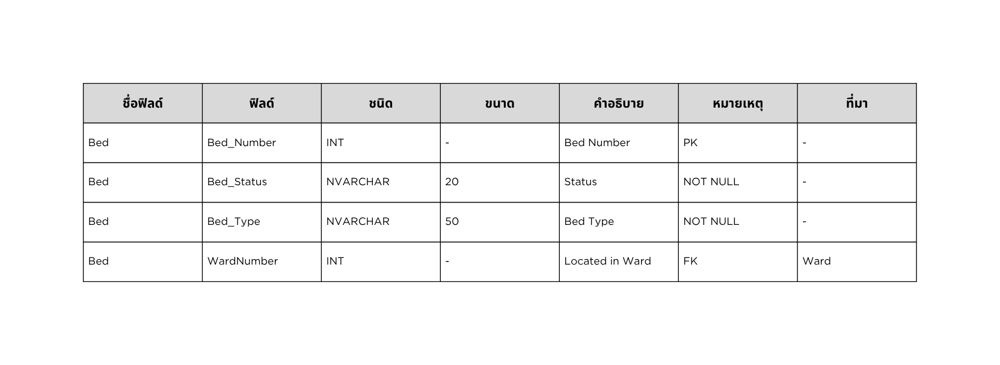 ชื่อฟิลด์ ฟิลด์ ชนิด ขนาด คำอธิบาย หมายเหตุ ที่มา
Bed Bed_Number INT - Bed Number PK -
Bed Bed_Status NVARCHAR 20 Status NOT NULL -
Bed Bed_Type NVARCHAR 50 Bed Type NOT NULL -
Bed WardNumber INT - Located in Ward FK Ward